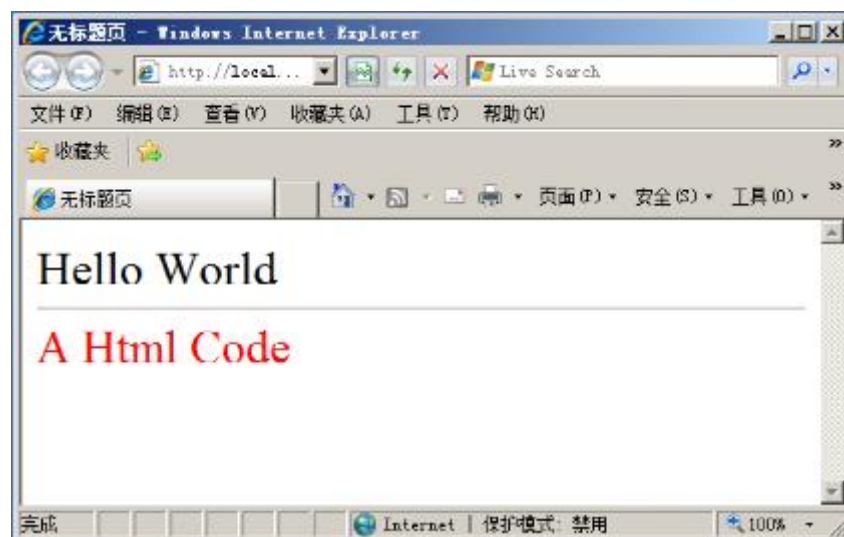 无标题页 - Windows Internet Explorer
http://local... Live Search
文件(F) 编辑(E) 查看(V) 收藏夹(A) 工具(T) 帮助(H)
收藏夹
无标题页 页面(P) 安全(S) 工具(O)
Hello World
A Html Code
完成 Internet | 保护模式: 禁用 100%